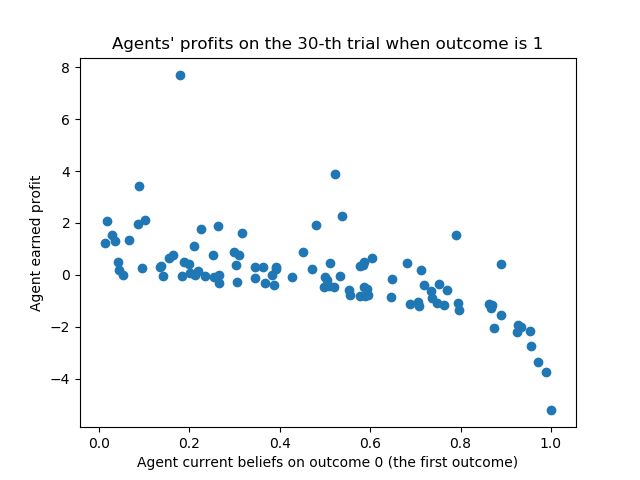 Agents' profits on the 30-th trial when outcome is 1
8
6
4
2
0
−2
−4
Agent earned profit
0.0 0.2 0.4 0.6 0.8 1.0
Agent current beliefs on outcome 0 (the first outcome)